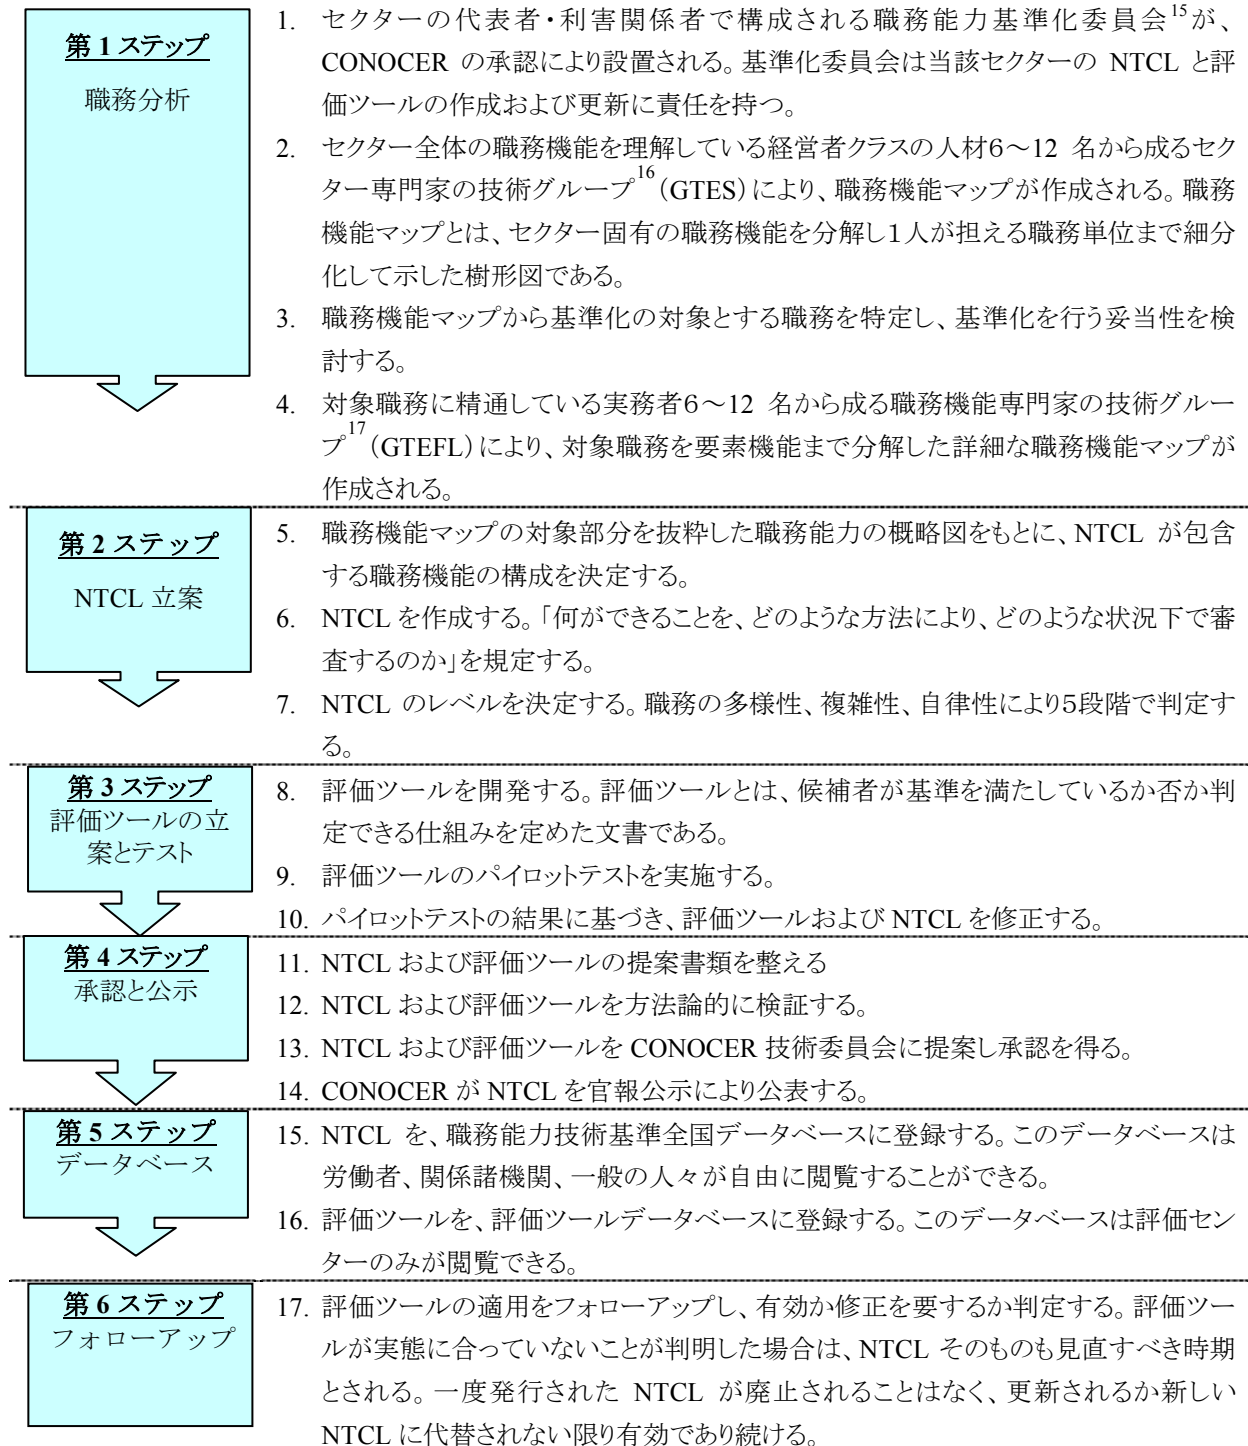 第 1 ステップ
職務分析
1. セクターの代表者・利害関係者で構成される職務能力基準化委員会15が、
CONOCER の承認により設置される。基準化委員会は当該セクターの NTCL と評
価ツールの作成および更新に責任を持つ。
2. セクター全体の職務機能を理解している経営者クラスの人材6～12 名から成るセク
ター専門家の技術グループ16(GTES)により、職務機能マップが作成される。職務
機能マップとは、セクター固有の職務機能を分解し1人が担える職務単位まで細分
化して示した樹形図である。
3. 職務機能マップから基準化の対象とする職務を特定し、基準化を行う妥当性を検
討する。
4. 対象職務に精通している実務者6～12 名から成る職務機能専門家の技術グルー
プ17(GTEFL)により、対象職務を要素機能まで分解した詳細な職務機能マップが
作成される。
第 2 ステップ
NTCL 立案
5. 職務機能マップの対象部分を抜粋した職務能力の概略図をもとに、NTCL が包含
する職務機能の構成を決定する。
6. NTCL を作成する。「何ができることを、どのような方法により、どのような状況下で審
査するのか」を規定する。
7. NTCL のレベルを決定する。職務の多様性、複雑性、自律性により5段階で判定す
る。
第 3 ステップ
評価ツールの立
案とテスト
8. 評価ツールを開発する。評価ツールとは、候補者が基準を満たしているか否か判
定できる仕組みを定めた文書である。
9. 評価ツールのパイロットテストを実施する。
10. パイロットテストの結果に基づき、評価ツールおよび NTCL を修正する。
第 4 ステップ
承認と公示
11. NTCL および評価ツールの提案書類を整える
12. NTCL および評価ツールを方法論的に検証する。
13. NTCL および評価ツールを CONOCER 技術委員会に提案し承認を得る。
14. CONOCER が NTCL を官報公示により公表する。
第 5 ステップ
データベース
15. NTCL を、職務能力技術基準全国データベースに登録する。このデータベースは
労働者、関係諸機関、一般の人々が自由に閲覧することができる。
16. 評価ツールを、評価ツールデータベースに登録する。このデータベースは評価セン
ターのみが閲覧できる。
第 6 ステップ
フォローアップ
17. 評価ツールの適用をフォローアップし、有効か修正を要するか判定する。評価ツー
ルが実態に合っていないことが判明した場合は、NTCL そのものも見直すべき時期
とされる。一度発行された NTCL が廃止されることはなく、更新されるか新しい
NTCL に代替されない限り有効であり続ける。